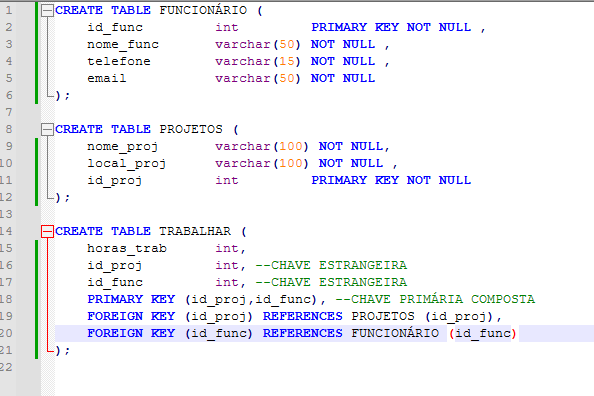 1 CREATE TABLE FUNCIONÁRIO (
2 id_func int PRIMARY KEY NOT NULL ,
3 nome_func varchar(50) NOT NULL ,
4 telefone varchar(15) NOT NULL ,
5 email varchar(50) NOT NULL
6 );
7
8 CREATE TABLE PROJETOS (
9 nome_proj varchar(100) NOT NULL,
10 local_proj varchar(100) NOT NULL ,
11 id_proj int PRIMARY KEY NOT NULL
12 );
13
14 CREATE TABLE TRABALHAR (
15 horas_trab int,
16 id_proj int, --CHAVE ESTRANGEIRA
17 id_func int, --CHAVE ESTRANGEIRA
18 PRIMARY KEY (id_proj,id_func), --CHAVE PRIMÁRIA COMPOSTA
19 FOREIGN KEY (id_proj) REFERENCES PROJETOS (id_proj),
20 FOREIGN KEY (id_func) REFERENCES FUNCIONÁRIO (id_func)
21 );
22